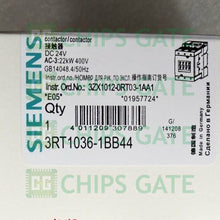 contactor/contactor
接触器
DC 24V
AC-3:22kW 400V
GB14048.4/50Hz
Instr. Ord.No.: 3ZX1012-0RT03-1AA1
"E05"
*01957724*
SIEMENS
Qty
1
4 011209 307889
G/
141208
376
3RT1036-1BB44
Made in Germany
CHIPS GATE